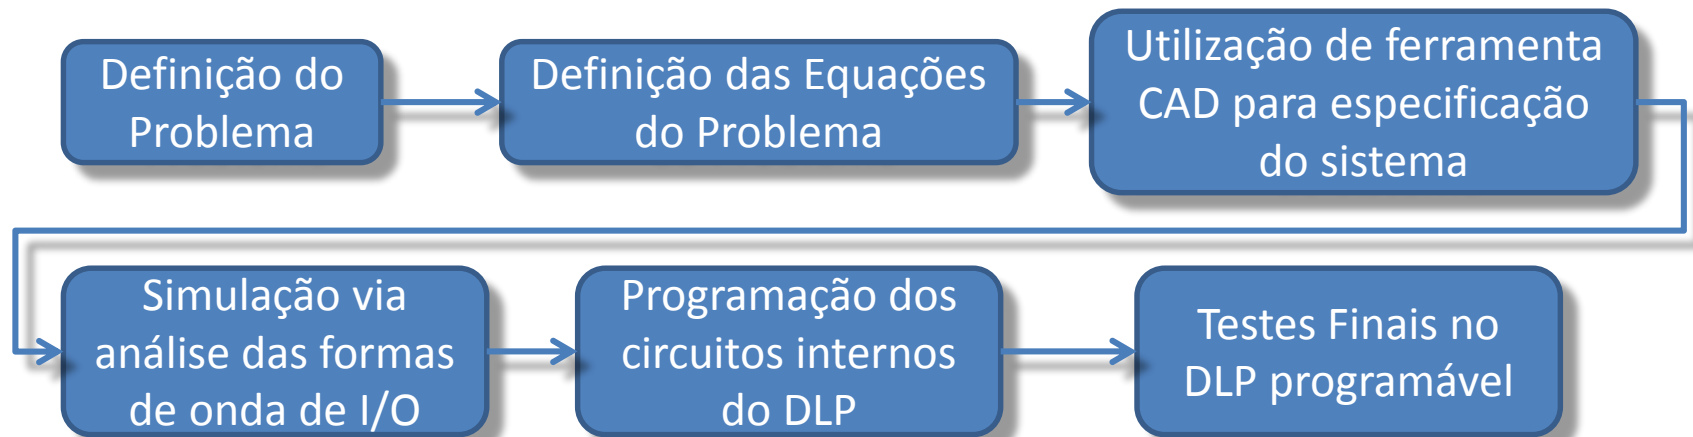 Definição do
Problema
Definição das Equações
do Problema
Utilização de ferramenta
CAD para especificação
do sistema
Simulação via
análise das formas
de onda de I/O
Programação dos
circuitos internos
do DLP
Testes Finais no
DLP programável